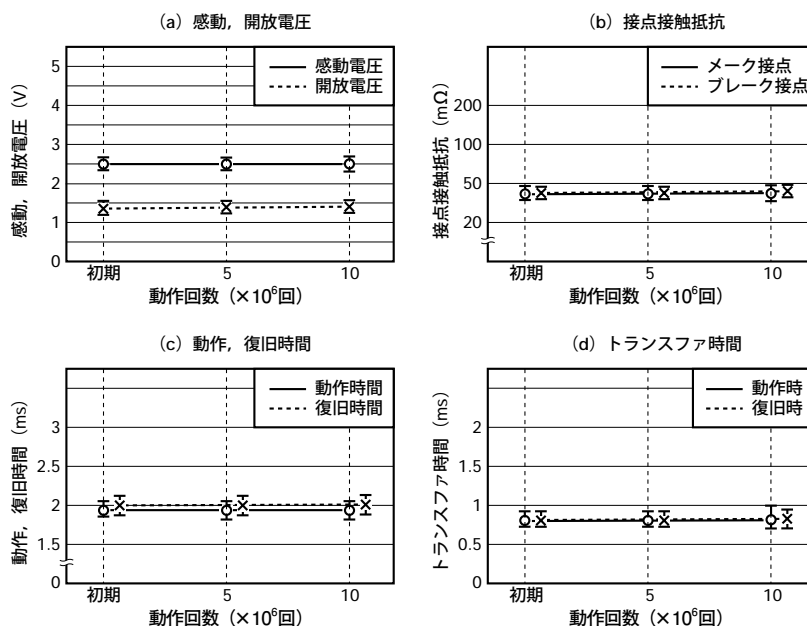 (a) 感動，開放電圧
感動，開放電圧（V）
5
4
3
2
1
0
感動電圧
開放電圧
初期
5
10
動作回数（×10⁶回）
(b) 接点接触抵抗
接点接触抵抗（mΩ）
200
100
50
20
0
メーク接点
ブレーク接点
初期
5
10
動作回数（×10⁶回）
(c) 動作，復旧時間
動作，復旧時間（ms）
3
2.5
2
1.5
0
動作時間
復旧時間
初期
5
10
動作回数（×10⁶回）
(d) トランスファ時間
トランスファ時間（ms）
2
1
0
動作時
復旧時
初期
5
10
動作回数（×10⁶回）